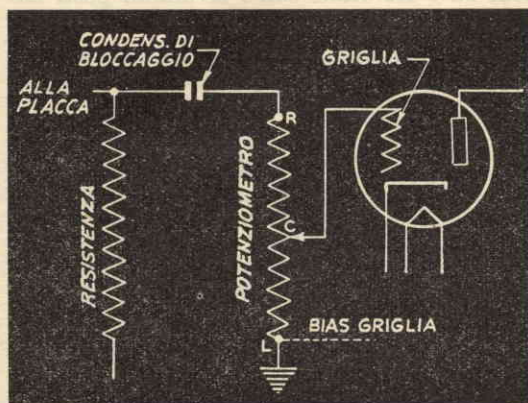 CONDENS. DI
BLOCCAGGIO
GRIGLIA
ALLA
PLACCA
R
RESISTENZA
POTENZIOMETRO
C
BIAS GRIGLIA
L